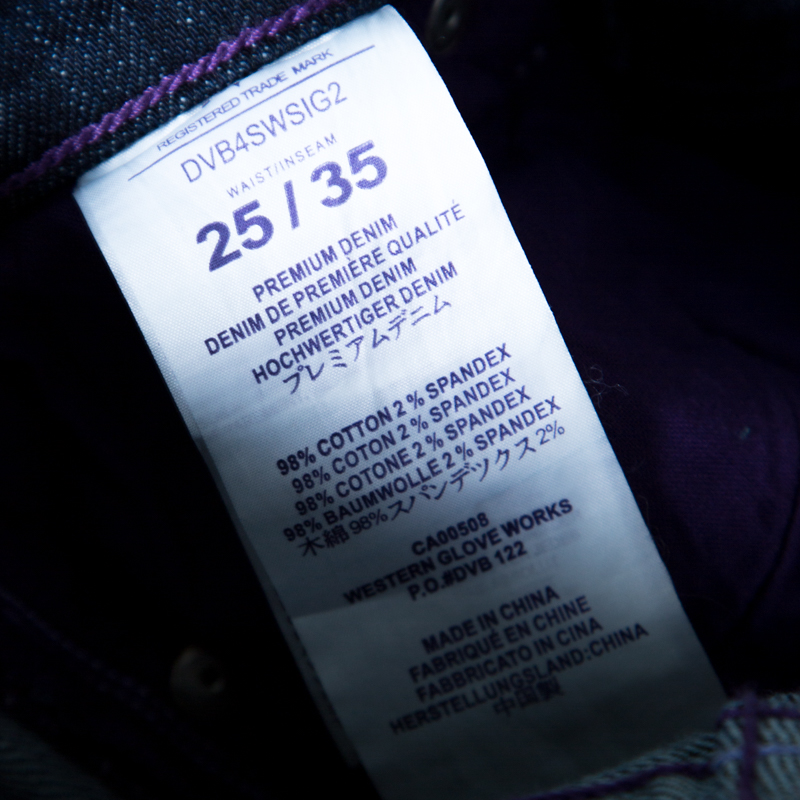 REGISTERED TRADE MARK
DVB4SWSIG2
WAIST/INSEAM
25 / 35
PREMIUM DENIM
DENIM DE PREMIÈRE QUALITÉ
PREMIUM DENIM
HOCHWERTIGER DENIM
プレミアムデニム
98% COTTON 2% SPANDEX
98% COTON 2% SPANDEX
98% COTONE 2% SPANDEX
98% BAUMWOLLE 2% SPANDEX
木綿 98% スパンデックス 2%
CA00508
WESTERN GLOVE WORKS
P.O.#DVB 122
MADE IN CHINA
FABRIQUÉ EN CHINE
FABBRICATO IN CINA
HERSTELLUNGSLAND:CHINA
中国製